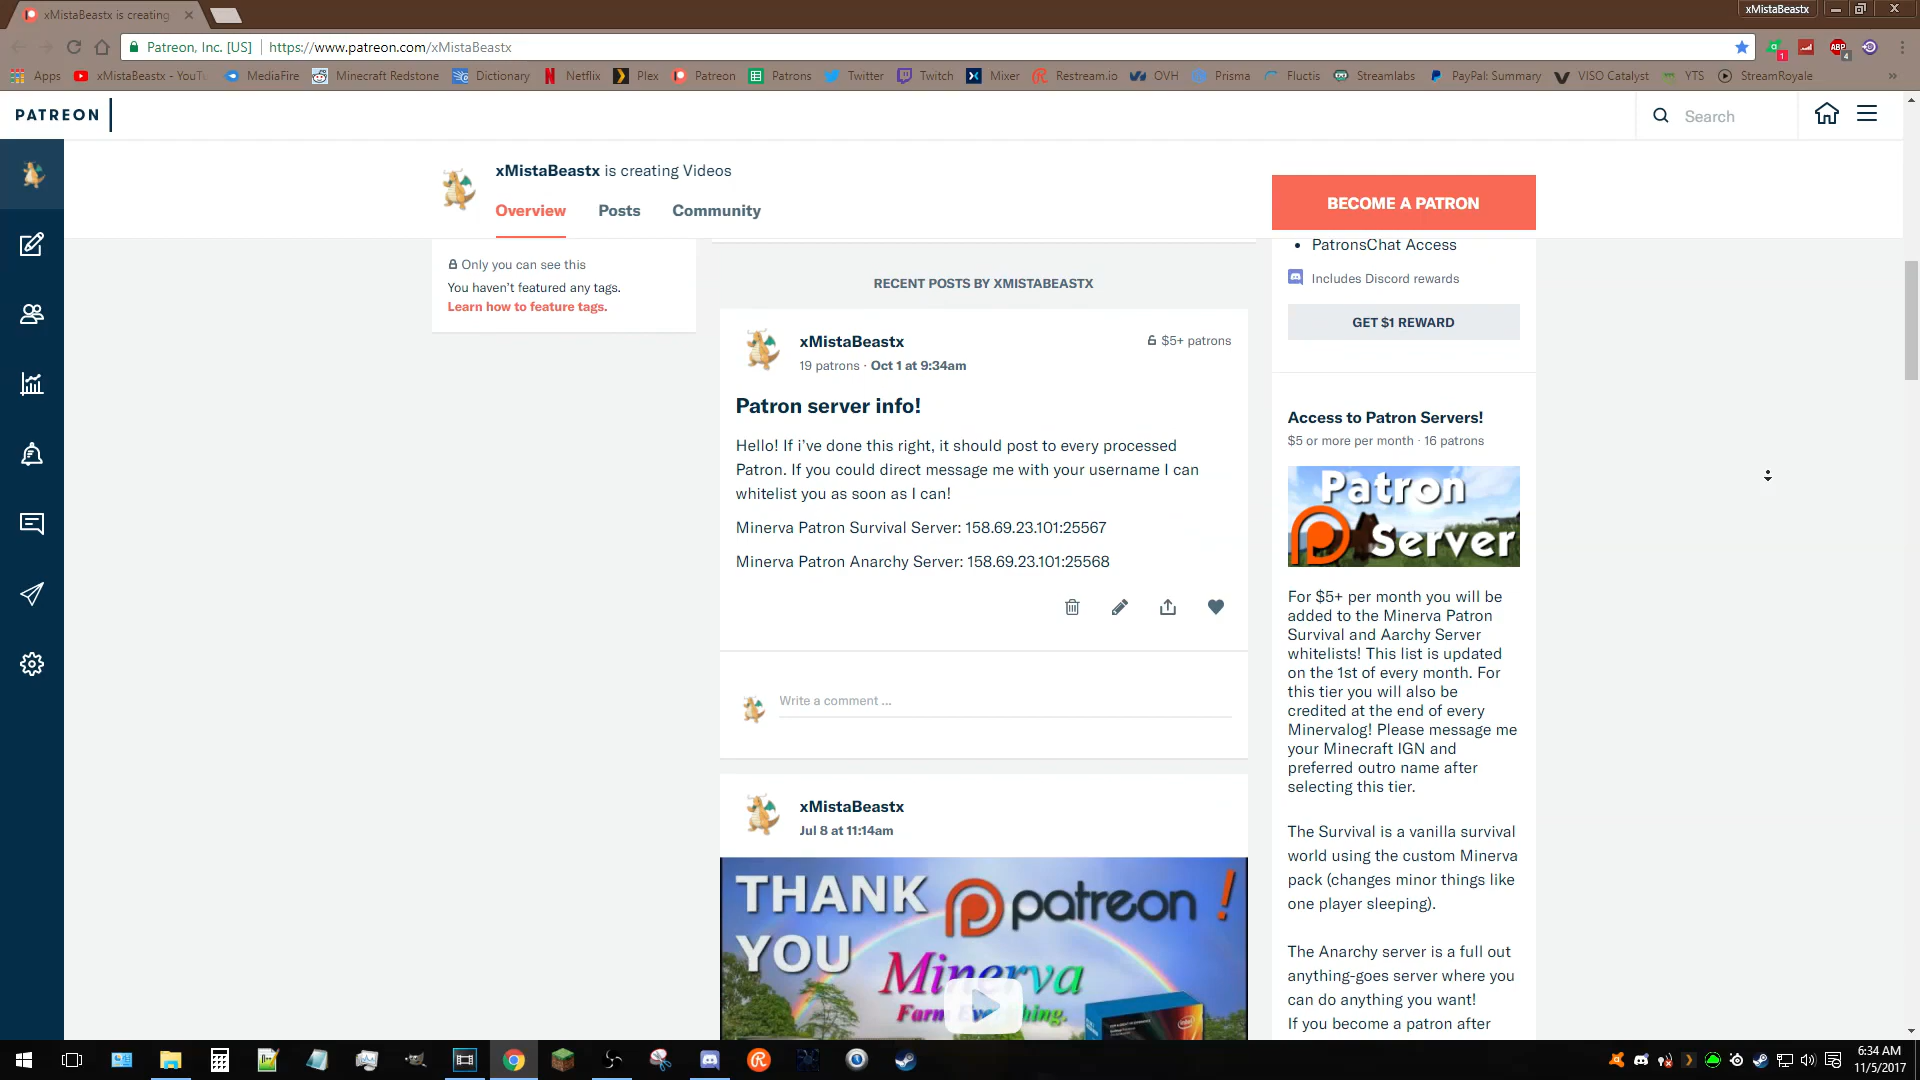 xMistaBeastx is creating
xMistaBeastx
Patreon, Inc. [US] https://www.patreon.com/xMistaBeastx
Apps xMistaBeastx - YouTu MediaFire Minecraft Redstone Dictionary Netflix Plex Patreon Patrons Twitter Twitch Mixer Restream.io OVH Prisma Fluctis Streamlabs PayPal: Summary VISO Catalyst YTS StreamRoyale »
PATREON
Search
xMistaBeastx is creating Videos
Overview Posts Community
BECOME A PATRON
Only you can see this
You haven't featured any tags.
Learn how to feature tags.
RECENT POSTS BY XMISTABEASTX
xMistaBeastx
$5+ patrons
19 patrons · Oct 1 at 9:34am
Patron server info!
Hello! If i've done this right, it should post to every processed
Patron. If you could direct message me with your username I can
whitelist you as soon as I can!
Minerva Patron Survival Server: 158.69.23.101:25567
Minerva Patron Anarchy Server: 158.69.23.101:25568
Write a comment ...
xMistaBeastx
Jul 8 at 11:14am
THANK YOU
patreon !
Minerva
Farm Everything.
• PatronsChat Access
Includes Discord rewards
GET $1 REWARD
Access to Patron Servers!
$5 or more per month · 16 patrons
Patron
Server
For $5+ per month you will be
added to the Minerva Patron
Survival and Aarchy Server
whitelists! This list is updated
on the 1st of every month. For
this tier you will also be
credited at the end of every
Minervalog! Please message me
your Minecraft IGN and
preferred outro name after
selecting this tier.
The Survival is a vanilla survival
world using the custom Minerva
pack (changes minor things like
one player sleeping).
The Anarchy server is a full out
anything-goes server where you
can do anything you want!
If you become a patron after
6:34 AM
11/5/2017